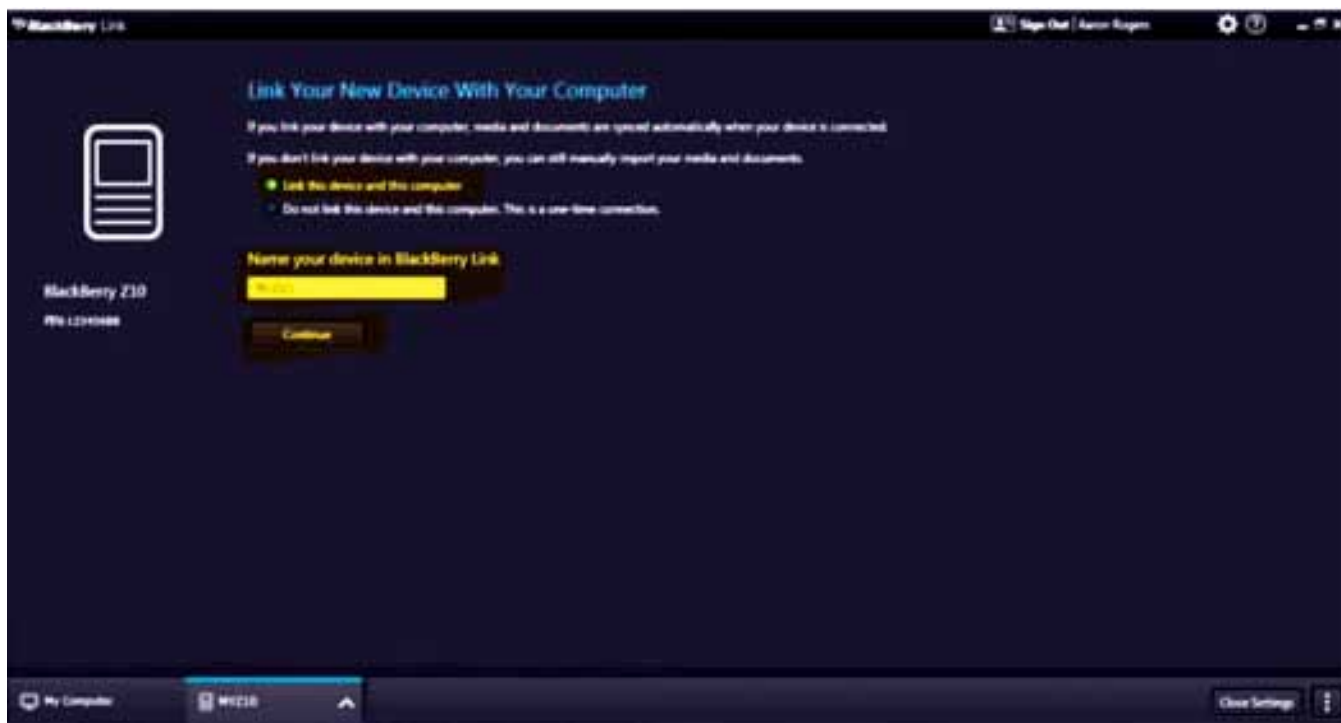 BlackBerry Link
Sign Out | Aaron Rogers
Link Your New Device With Your Computer
If you link your device with your computer, media and documents are synced automatically when your device is connected.
If you don't link your device with your computer, you can still manually import your media and documents.
Link this device and this computer
Do not link this device and this computer. This is a one-time connection.
Name your device in BlackBerry Link
BlackBerry Z10
Continue
My Computer
MYZ10
Close Settings